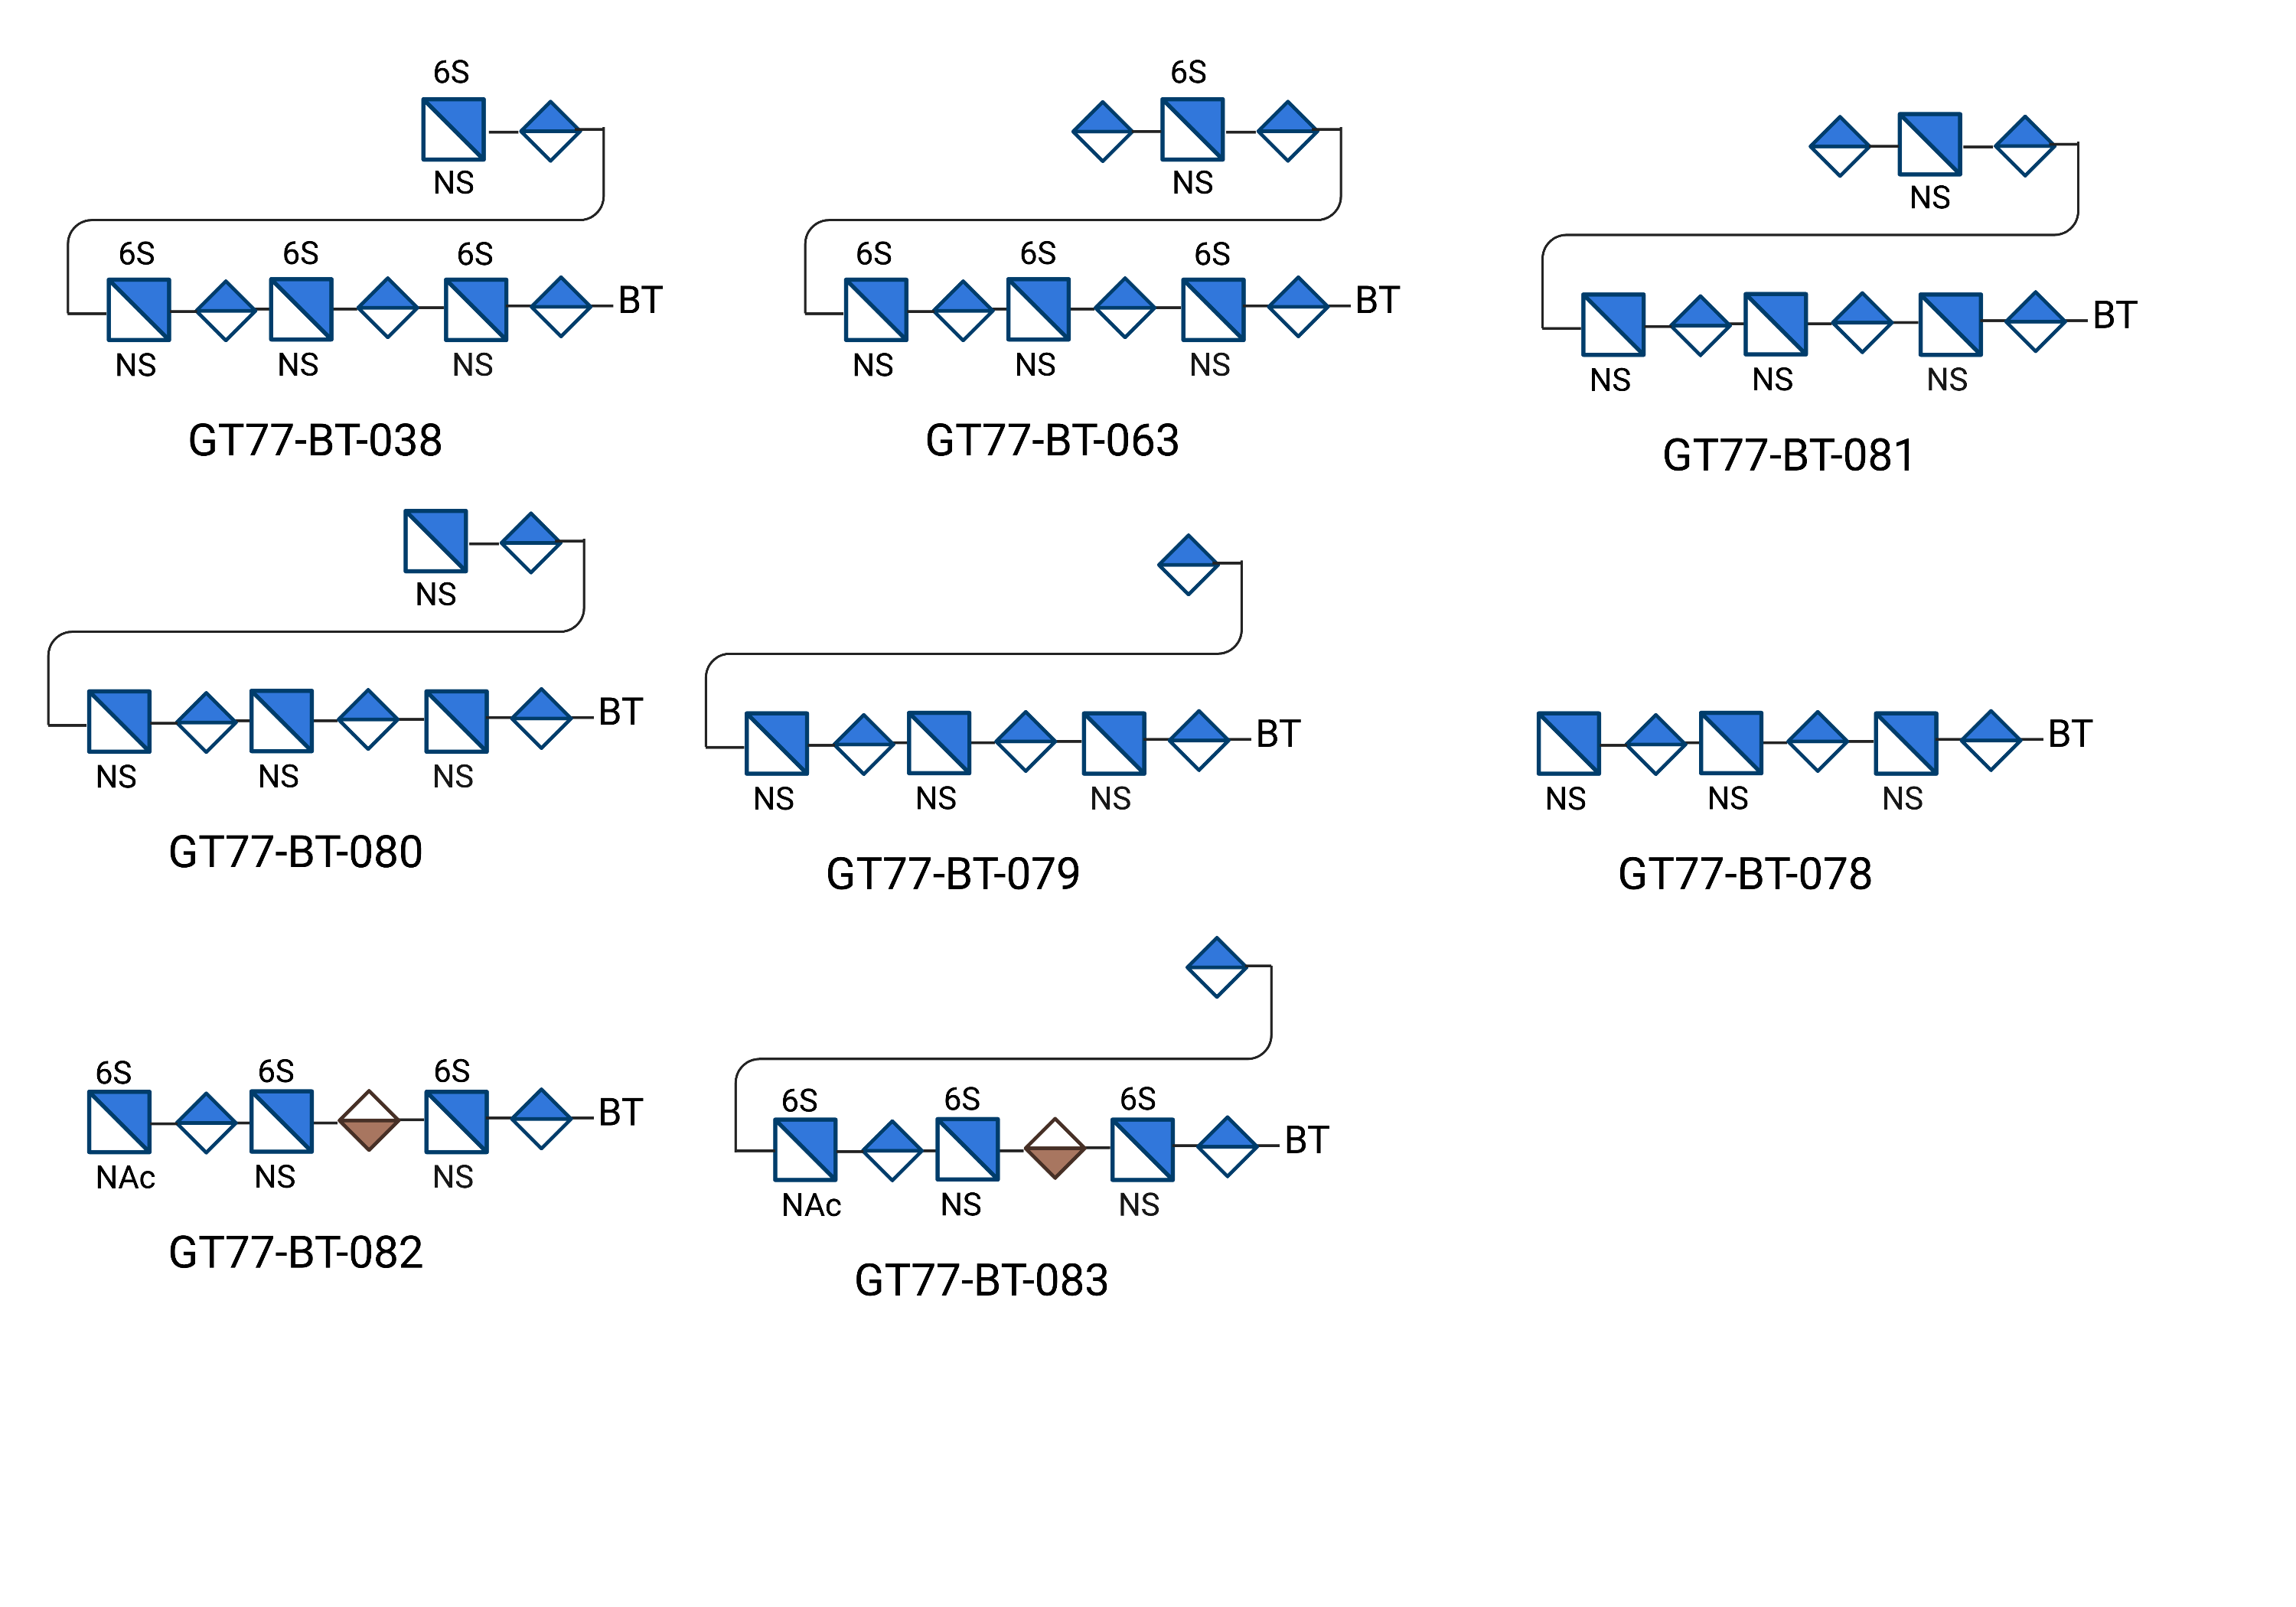 6S 6S
NS NS NS
6S 6S 6S 6S 6S 6S
BT BT BT
NS NS NS NS NS NS NS NS NS
GT77-BT-038 GT77-BT-063 GT77-BT-081
NS
BT BT BT
NS NS NS NS NS NS NS NS NS
GT77-BT-080 GT77-BT-079 GT77-BT-078
6S 6S 6S 6S 6S 6S
BT BT
NAc NS NS NAc NS NS
GT77-BT-082 GT77-BT-083